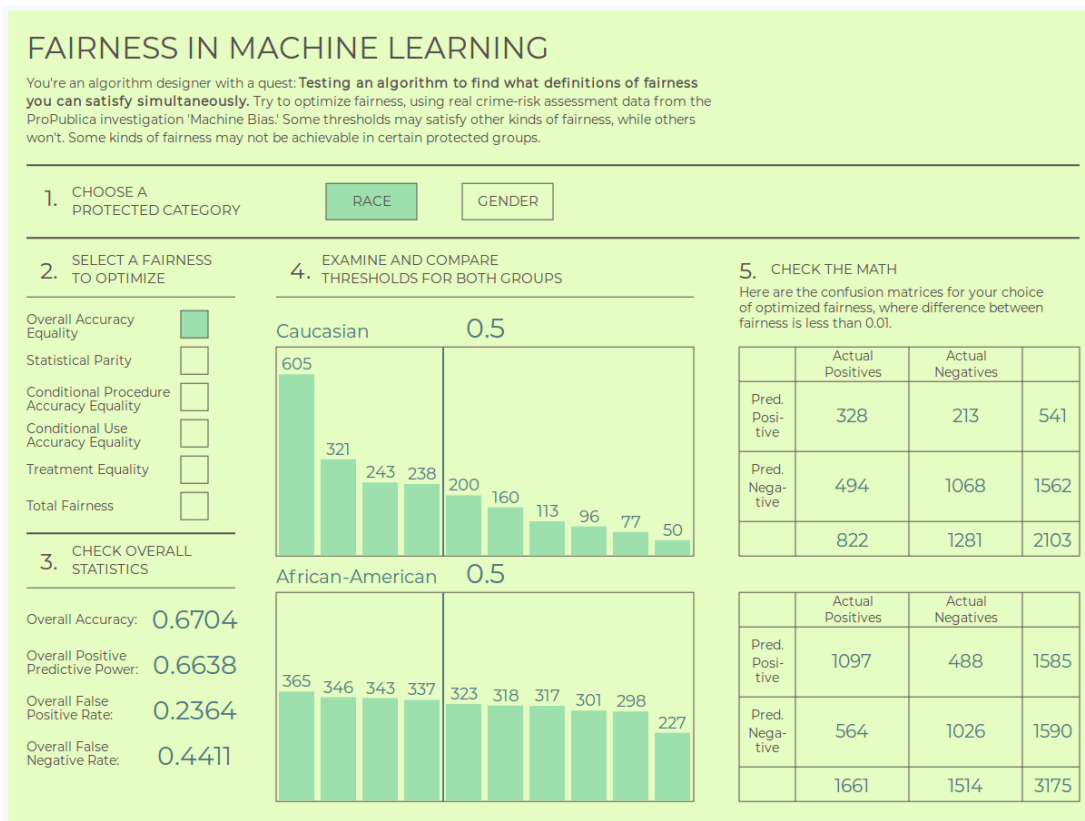 FAIRNESS IN MACHINE LEARNING
You're an algorithm designer with a quest: Testing an algorithm to find what definitions of fairness
you can satisfy simultaneously. Try to optimize fairness, using real crime-risk assessment data from the
ProPublica investigation 'Machine Bias.' Some thresholds may satisfy other kinds of fairness, while others
won't. Some kinds of fairness may not be achievable in certain protected groups.
1. CHOOSE A
PROTECTED CATEGORY
RACE
GENDER
2. SELECT A FAIRNESS
TO OPTIMIZE
Overall Accuracy
Equality
Statistical Parity
Conditional Procedure
Accuracy Equality
Conditional Use
Accuracy Equality
Treatment Equality
Total Fairness
3. CHECK OVERALL
STATISTICS
Overall Accuracy: 0.6704
Overall Positive
Predictive Power: 0.6638
Overall False
Positive Rate: 0.2364
Overall False
Negative Rate: 0.4411
4. EXAMINE AND COMPARE
THRESHOLDS FOR BOTH GROUPS
Caucasian 0.5
605 321 243 238 200 160 113 96 77 50
African-American 0.5
365 346 343 337 323 318 317 301 298 227
5. CHECK THE MATH
Here are the confusion matrices for your choice
of optimized fairness, where difference between
fairness is less than 0.01.
Actual Actual
Positives Negatives
Pred.
Posi-
tive
328 213 541
Pred.
Nega-
tive
494 1068 1562
822 1281 2103
Actual Actual
Positives Negatives
Pred.
Posi-
tive
1097 488 1585
Pred.
Nega-
tive
564 1026 1590
1661 1514 3175